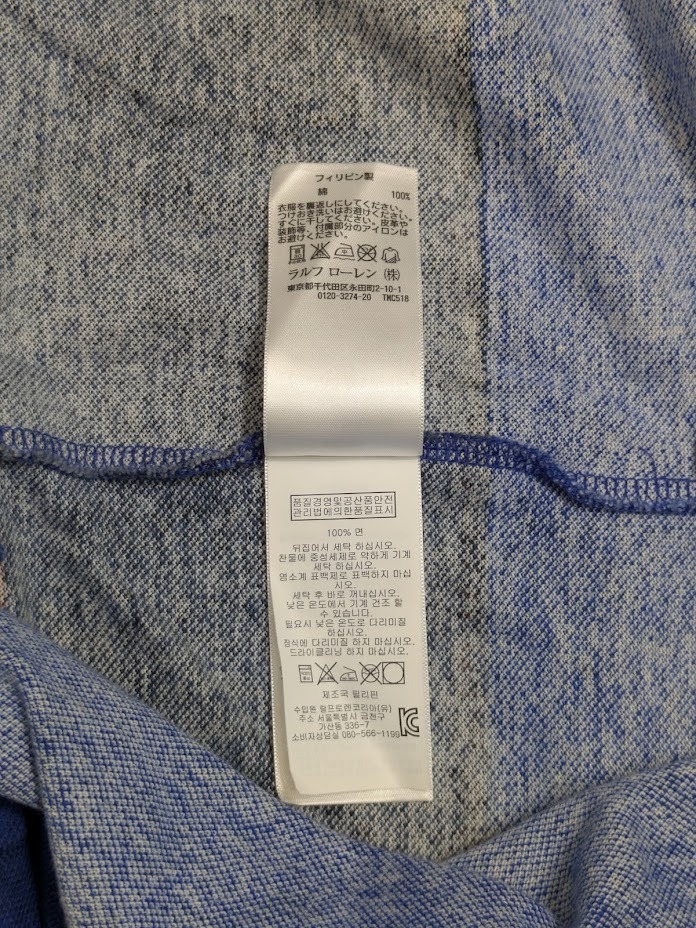 フィリピン製
綿 100%
衣服を裏返しにしてください。
つけおき洗いはお避けください。
すぐに干してください。皮革や
装飾等、付属部分のアイロンは
お避けください。
ラルフ ローレン (株)
東京都千代田区永田町2-10-1
0120-3274-20 TMC518
품질경영및공산품안전
관리법에의한품질표시
100% 면
뒤집어서 세탁 하십시오.
찬물에 중성세제로 약하게 기계
세탁 하십시오.
염소계 표백제로 표백하지 마십
시오.
세탁 후 바로 꺼내십시오.
낮은 온도에서 기계 건조 할
수 있습니다.
필요시 낮은 온도로 다리미질
하십시오.
장식에 다리미질 하지 마십시오.
드라이클리닝 하지 마십시오.
제조국 필리핀
수입원 랄프로렌코리아(유)
주소 서울특별시 금천구
가산동 336-7
소비자상담실 080-566-1199